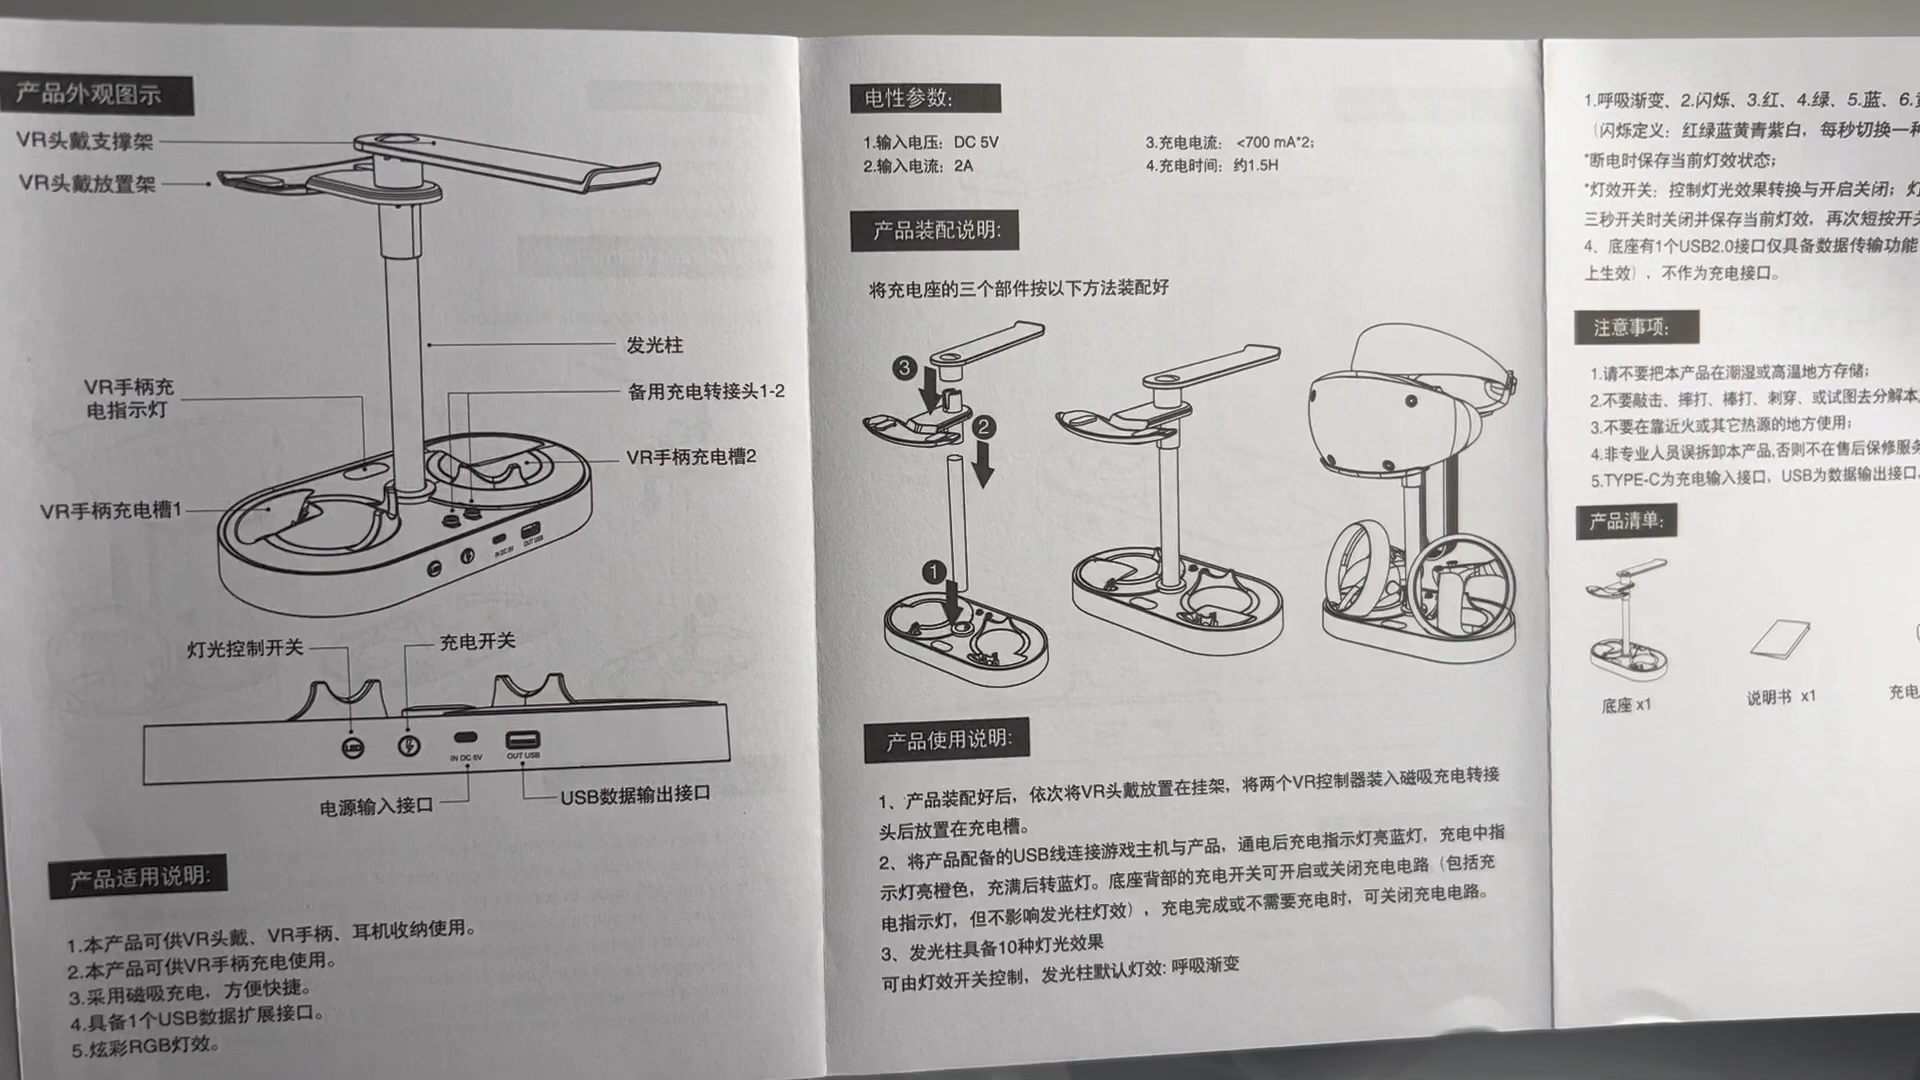 产品外观图示
VR头戴支撑架
VR头戴放置架
发光柱
备用充电转接头1-2
VR手柄充
电指示灯
VR手柄充电槽2
VR手柄充电槽1
IN DC 5V
OUT USB
灯光控制开关
充电开关
LED
IN DC 5V
OUT USB
电源输入接口
USB数据输出接口
产品适用说明:
1.本产品可供VR头戴、VR手柄、耳机收纳使用。
2.本产品可供VR手柄充电使用。
3.采用磁吸充电，方便快捷。
4.具备1个USB数据扩展接口。
5.炫彩RGB灯效。
电性参数:
1.输入电压: DC 5V
3.充电电流: <700 mA*2;
2.输入电流: 2A
4.充电时间: 约1.5H
产品装配说明:
将充电座的三个部件按以下方法装配好
3
2
1
产品使用说明:
1、产品装配好后，依次将VR头戴放置在挂架，将两个VR控制器装入磁吸充电转接
头后放置在充电槽。
2、将产品配备的USB线连接游戏主机与产品，通电后充电指示灯亮蓝灯，充电中指
示灯亮橙色，充满后转蓝灯。底座背部的充电开关可开启或关闭充电电路（包括充
电指示灯，但不影响发光柱灯效），充电完成或不需要充电时，可关闭充电电路。
3、发光柱具备10种灯光效果
可由灯效开关控制，发光柱默认灯效: 呼吸渐变
1.呼吸渐变、2.闪烁、3.红、4.绿、5.蓝、6.
（闪烁定义：红绿蓝黄青紫白，每秒切换一种
*断电时保存当前灯效状态;
*灯效开关：控制灯光效果转换与开启关闭；灯
三秒开关时关闭并保存当前灯效，再次短按开关
4、底座有1个USB2.0接口仅具备数据传输功能
上生效），不作为充电接口。
注意事项:
1.请不要把本产品在潮湿或高温地方存储;
2.不要敲击、摔打、棒打、刺穿、或试图去分解本
3.不要在靠近火或其它热源的地方使用;
4.非专业人员误拆卸本产品,否则不在售后保修服务
5.TYPE-C为充电输入接口，USB为数据输出接口
产品清单:
底座 x1
说明书 x1
充电